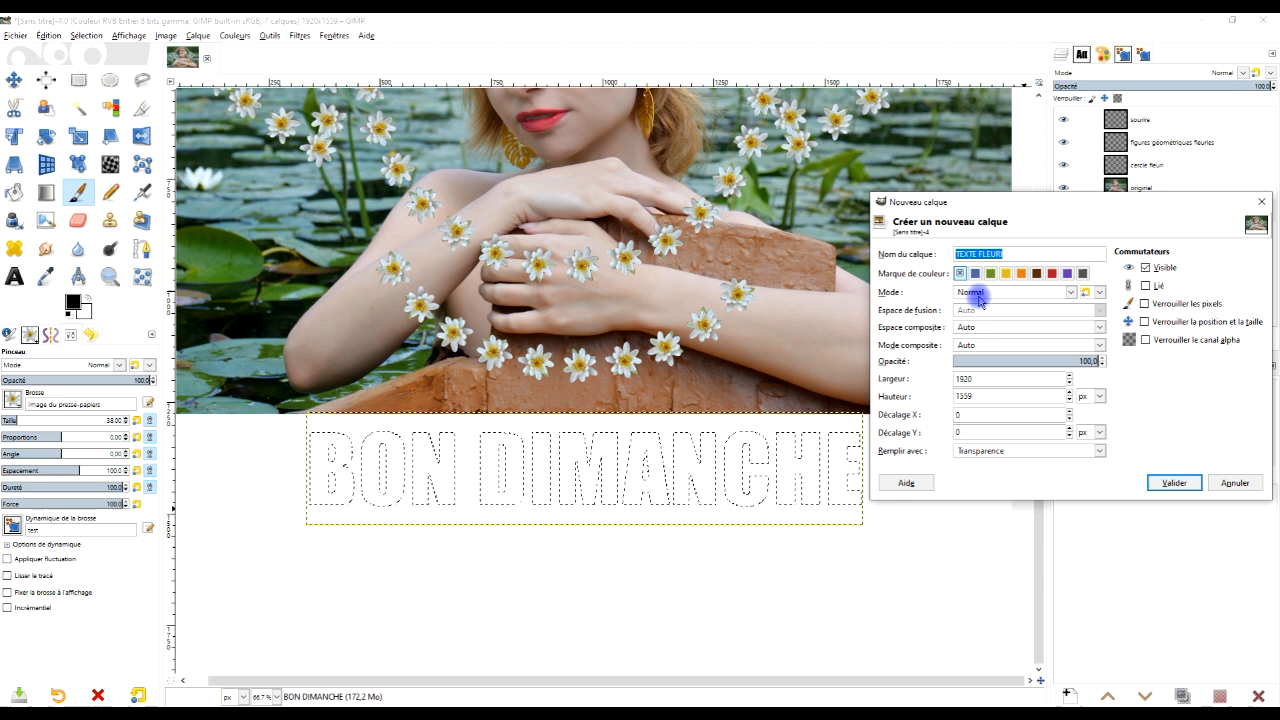 *[Sans titre]-4.0 (Couleur RVB Entier 8 bits gamma, GIMP built-in sRGB, 7 calques) 1920x1559 – GIMP
Fichier Édition Sélection Affichage Image Calque Couleurs Outils Filtres Fenêtres Aide
250 500 1000 1250 1500 1750
Mode Normal
Opacité 100,0
Verrouiller :
sourire
figures géométriques fleuries
cercle fleuri
original
Nouveau calque
Créer un nouveau calque
[Sans titre]-4
Nom du calque : TEXTE FLEURI
Marque de couleur :
Mode : Normal
Espace de fusion : Auto
Espace composite : Auto
Mode composite : Auto
Opacité : 100,0
Largeur : 1920
Hauteur : 1559 px
Décalage X : 0
Décalage Y : 0 px
Remplir avec : Transparence
Commutateurs
Visible
Lié
Verrouiller les pixels
Verrouiller la position et la taille
Verrouiller le canal alpha
Aide Valider Annuler
Pinceau
Mode Normal
Opacité 100,0
Brosse
Image du presse-papiers
Taille 38.00
Proportions 0.00
Angle 0,00
Espacement 100.0
Dureté 100,0
Force 100,0
Dynamique de la brosse
test
Options de dynamique
Appliquer fluctuation
Lisser le tracé
Fixer la brosse à l'affichage
Incrémentiel
BON DIMANCHE
px 66.7 % BON DIMANCHE (172,2 Mo)